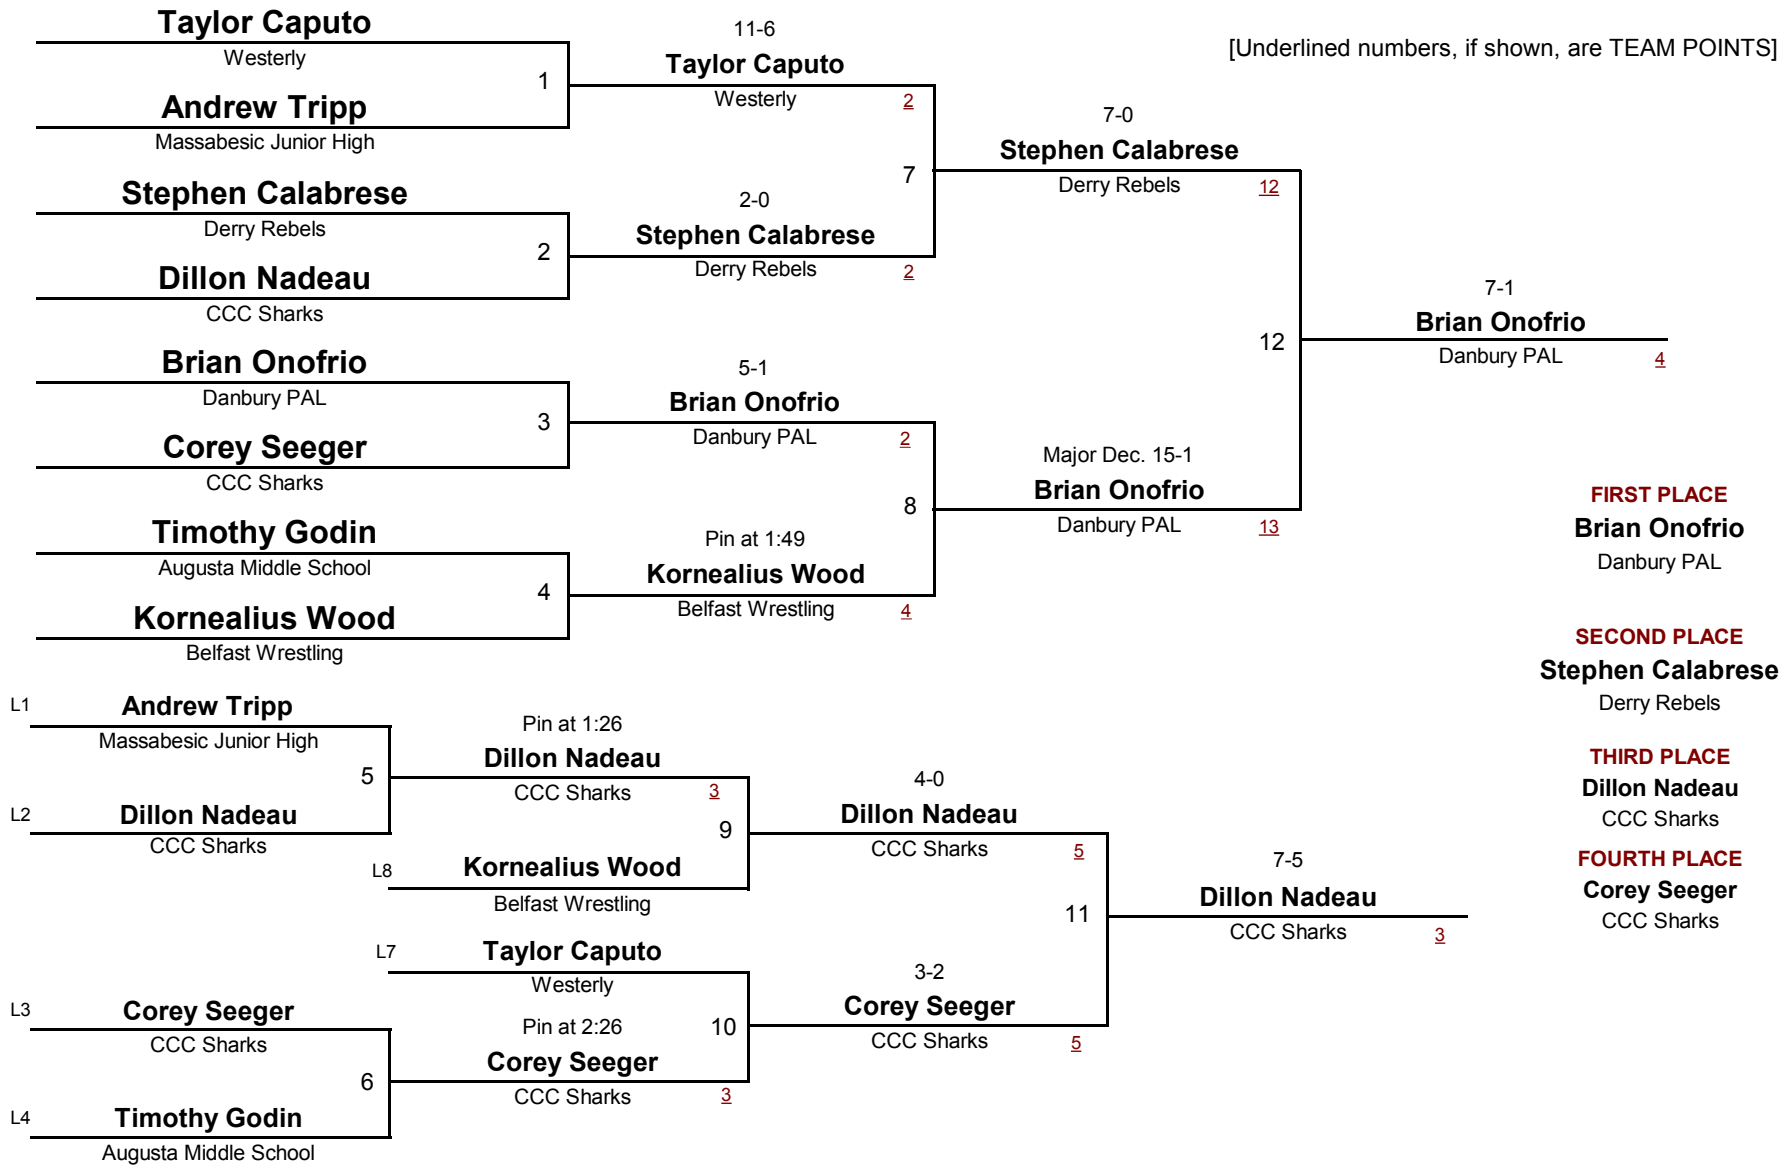 [Underlined numbers, if shown, are TEAM POINTS]
Taylor Caputo
Westerly
1
Andrew Tripp
Massabesic Junior High
Stephen Calabrese
Derry Rebels
2
Dillon Nadeau
CCC Sharks
Brian Onofrio
Danbury PAL
3
Corey Seeger
CCC Sharks
Timothy Godin
Augusta Middle School
4
Kornealius Wood
Belfast Wrestling
11-6
Taylor Caputo
Westerly 2
7
2-0
Stephen Calabrese
Derry Rebels 2
5-1
Brian Onofrio
Danbury PAL 2
8
Pin at 1:49
Kornealius Wood
Belfast Wrestling 4
7-0
Stephen Calabrese
Derry Rebels 12
12
Major Dec. 15-1
Brian Onofrio
Danbury PAL 13
7-1
Brian Onofrio
Danbury PAL 4
L1 Andrew Tripp
Massabesic Junior High
5
L2 Dillon Nadeau
CCC Sharks
L3 Corey Seeger
CCC Sharks
6
L4 Timothy Godin
Augusta Middle School
Pin at 1:26
Dillon Nadeau
CCC Sharks 3
9
L8 Kornealius Wood
Belfast Wrestling
L7 Taylor Caputo
Westerly
Pin at 2:26 10
Corey Seeger
CCC Sharks 3
4-0
Dillon Nadeau
CCC Sharks 5
11
3-2
Corey Seeger
CCC Sharks 5
7-5
Dillon Nadeau
CCC Sharks 3
FIRST PLACE
Brian Onofrio
Danbury PAL
SECOND PLACE
Stephen Calabrese
Derry Rebels
THIRD PLACE
Dillon Nadeau
CCC Sharks
FOURTH PLACE
Corey Seeger
CCC Sharks